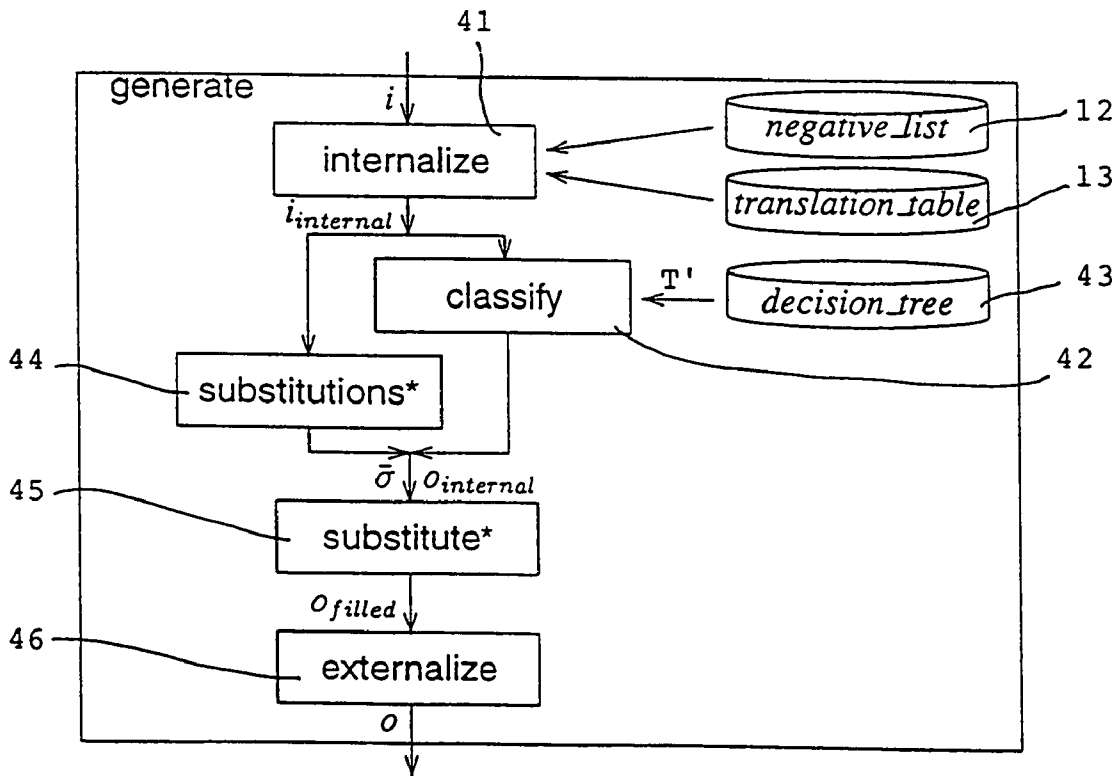 41
generate
i
negative_list
12
internalize
13
translation_table
i_internal
classify
T'
decision_tree
43
44
42
substitutions*
σ̄ o_internal
45
substitute*
o_filled
46
externalize
o